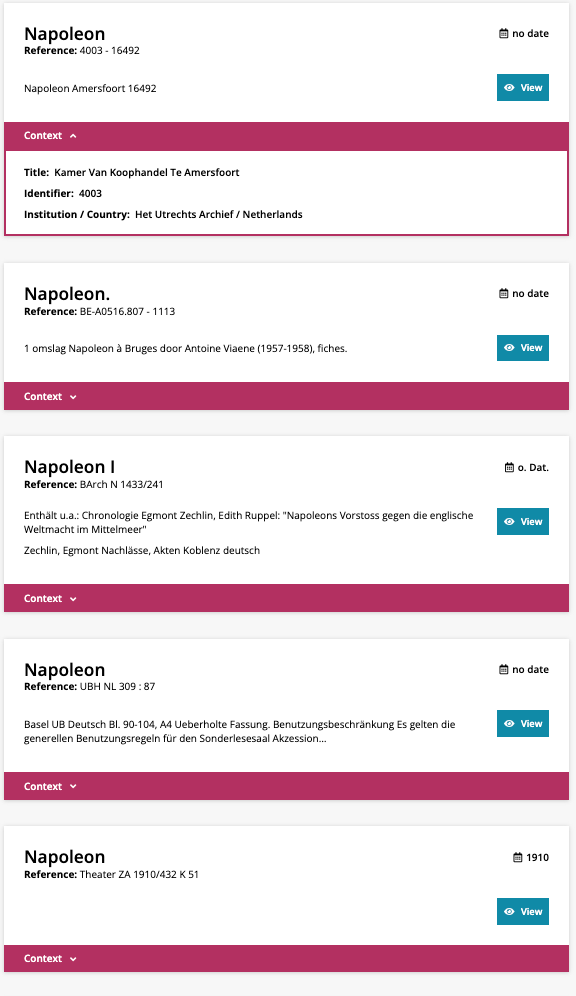 Napoleon
no date
Reference: 4003 - 16492
Napoleon Amersfoort 16492
View
Context
Title: Kamer Van Koophandel Te Amersfoort
Identifier: 4003
Institution / Country: Het Utrechts Archief / Netherlands
Napoleon.
no date
Reference: BE-A0516.807 - 1113
1 omslag Napoleon à Bruges door Antoine Viaene (1957-1958), fiches.
View
Context
Napoleon I
o. Dat.
Reference: BArch N 1433/241
Enthält u.a.: Chronologie Egmont Zechlin, Edith Ruppel: "Napoleons Vorstoss gegen die englische
Weltmacht im Mittelmeer"
View
Zechlin, Egmont Nachlässe, Akten Koblenz deutsch
Context
Napoleon
no date
Reference: UBH NL 309 : 87
Basel UB Deutsch Bl. 90-104, A4 Ueberholte Fassung. Benutzungsbeschränkung Es gelten die
generellen Benutzungsregeln für den Sonderlesesaal Akzession...
View
Context
Napoleon
1910
Reference: Theater ZA 1910/432 K 51
View
Context